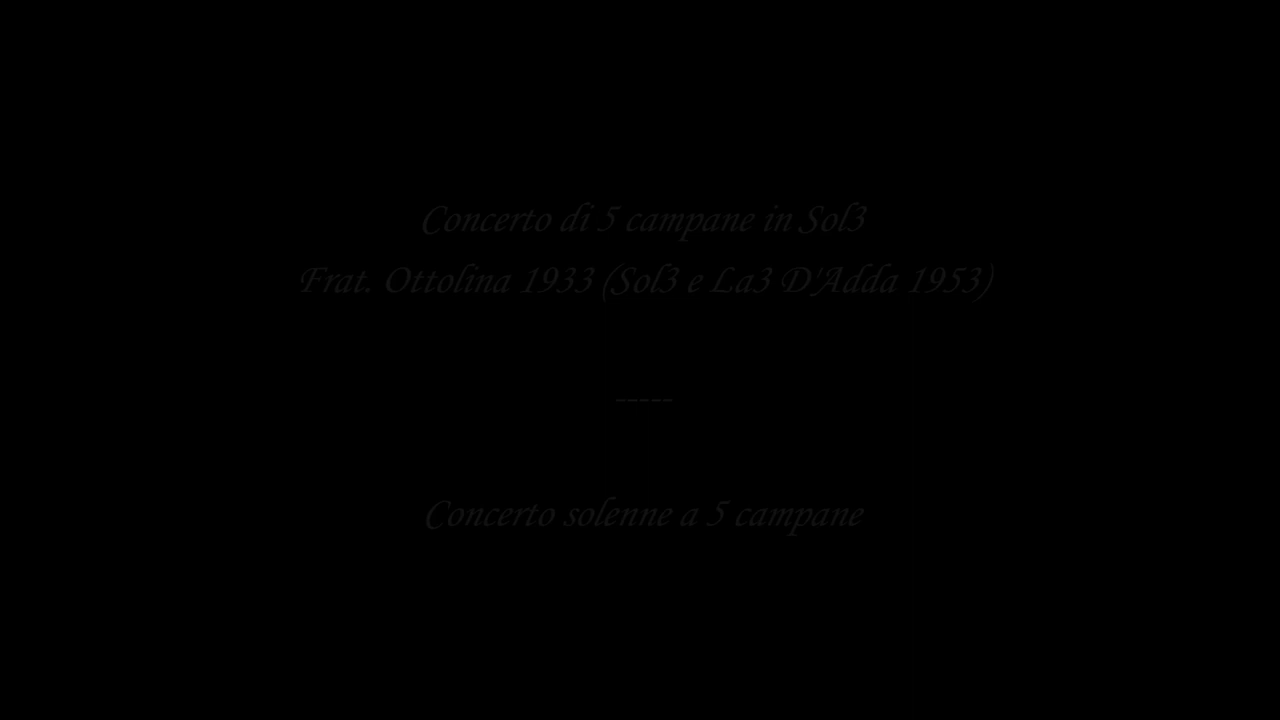 Concerto di 5 campane in Sol3
Frat. Ottolina 1933 (Sol3 e La3 D'Adda 1953)
-----
Concerto solenne a 5 campane